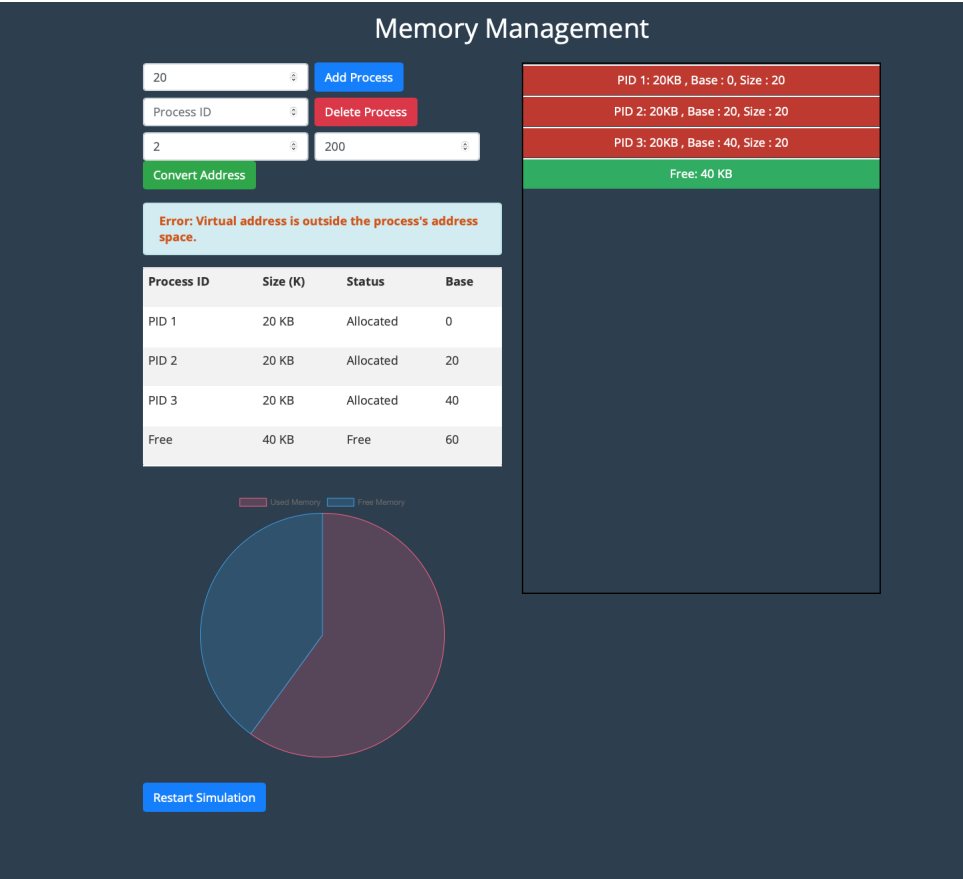 Memory Management
20
Add Process
Process ID
Delete Process
2
200
Convert Address
Error: Virtual address is outside the process's address
space.
Process ID Size (K) Status Base
PID 1 20 KB Allocated 0
PID 2 20 KB Allocated 20
PID 3 20 KB Allocated 40
Free 40 KB Free 60
Used Memory Free Memory
Restart Simulation
PID 1: 20KB , Base : 0, Size : 20
PID 2: 20KB , Base : 20, Size : 20
PID 3: 20KB , Base : 40, Size : 20
Free: 40 KB